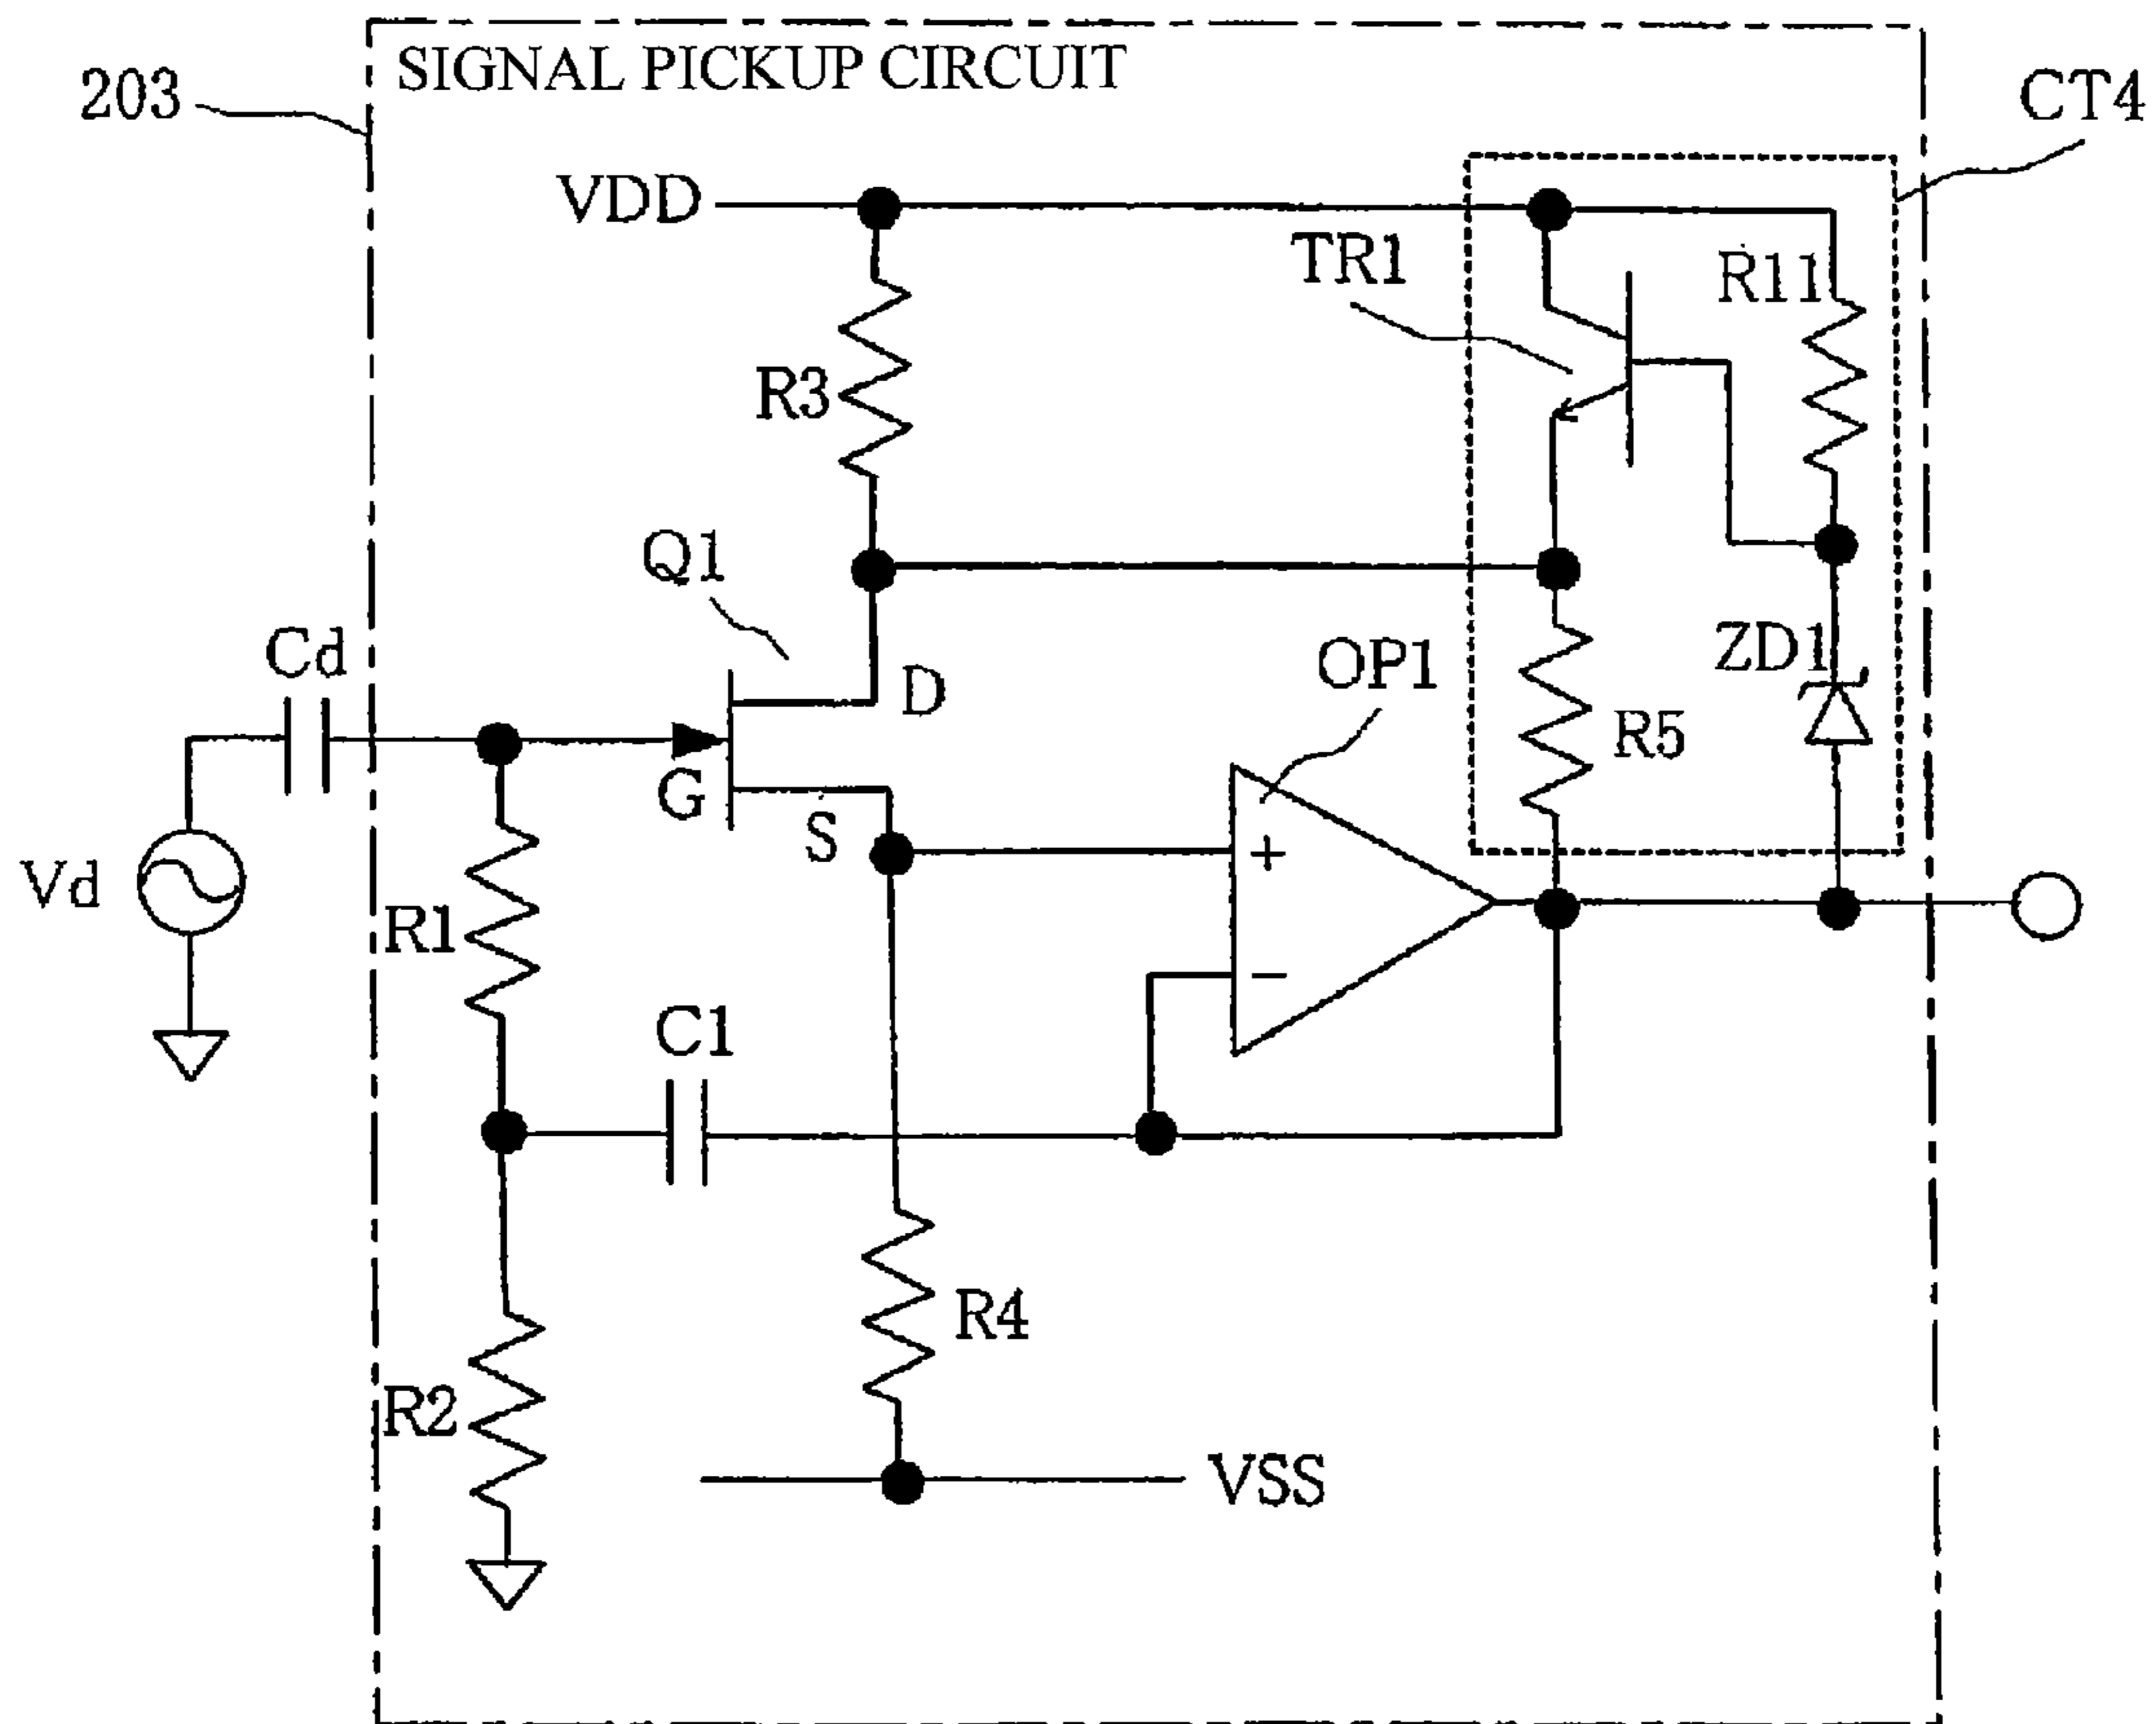 SIGNAL PICKUP CIRCUIT
203
CT4
VDD
TR1
R11
R3
Q1
Cd
ZD1
OP1
D
R5
G
S
+
Vd
R1
−
C1
R4
R2
VSS